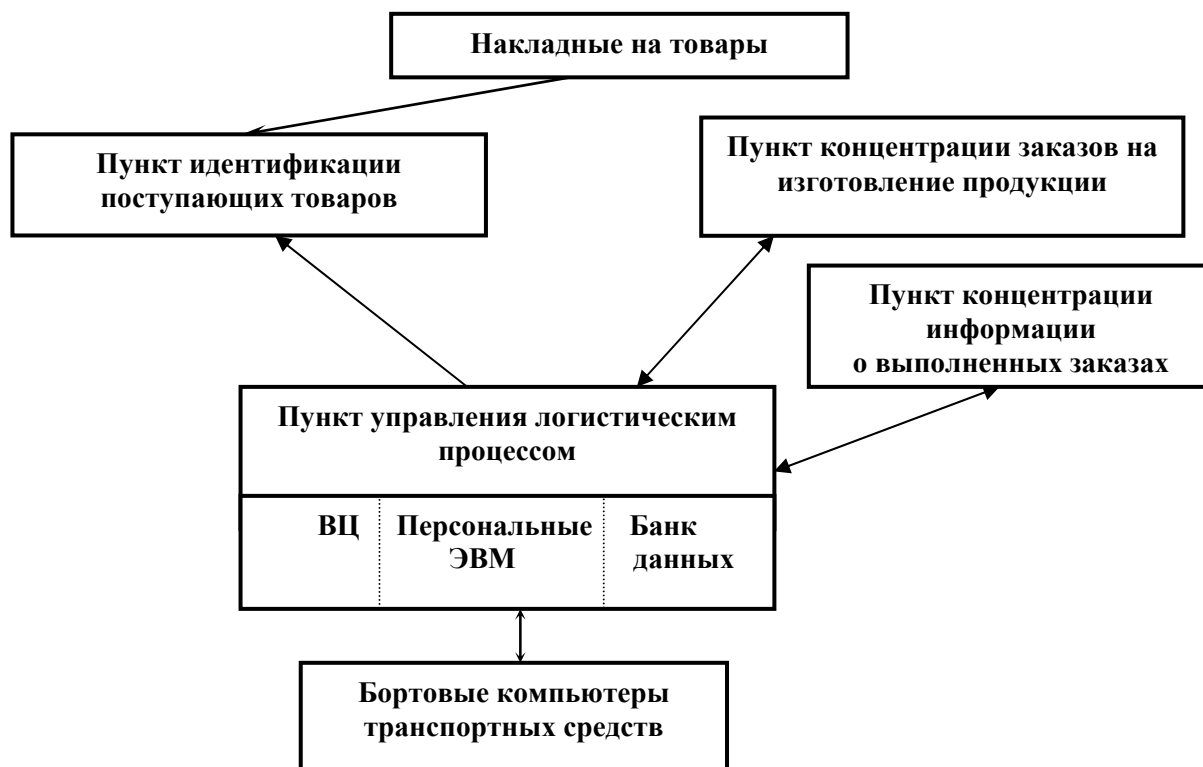 Накладные на товары
Пункт идентификации
поступающих товаров
Пункт концентрации заказов на
изготовление продукции
Пункт концентрации
информации
о выполненных заказах
Пункт управления логистическим
процессом
ВЦ
Персональные
ЭВМ
Банк
данных
Бортовые компьютеры
транспортных средств